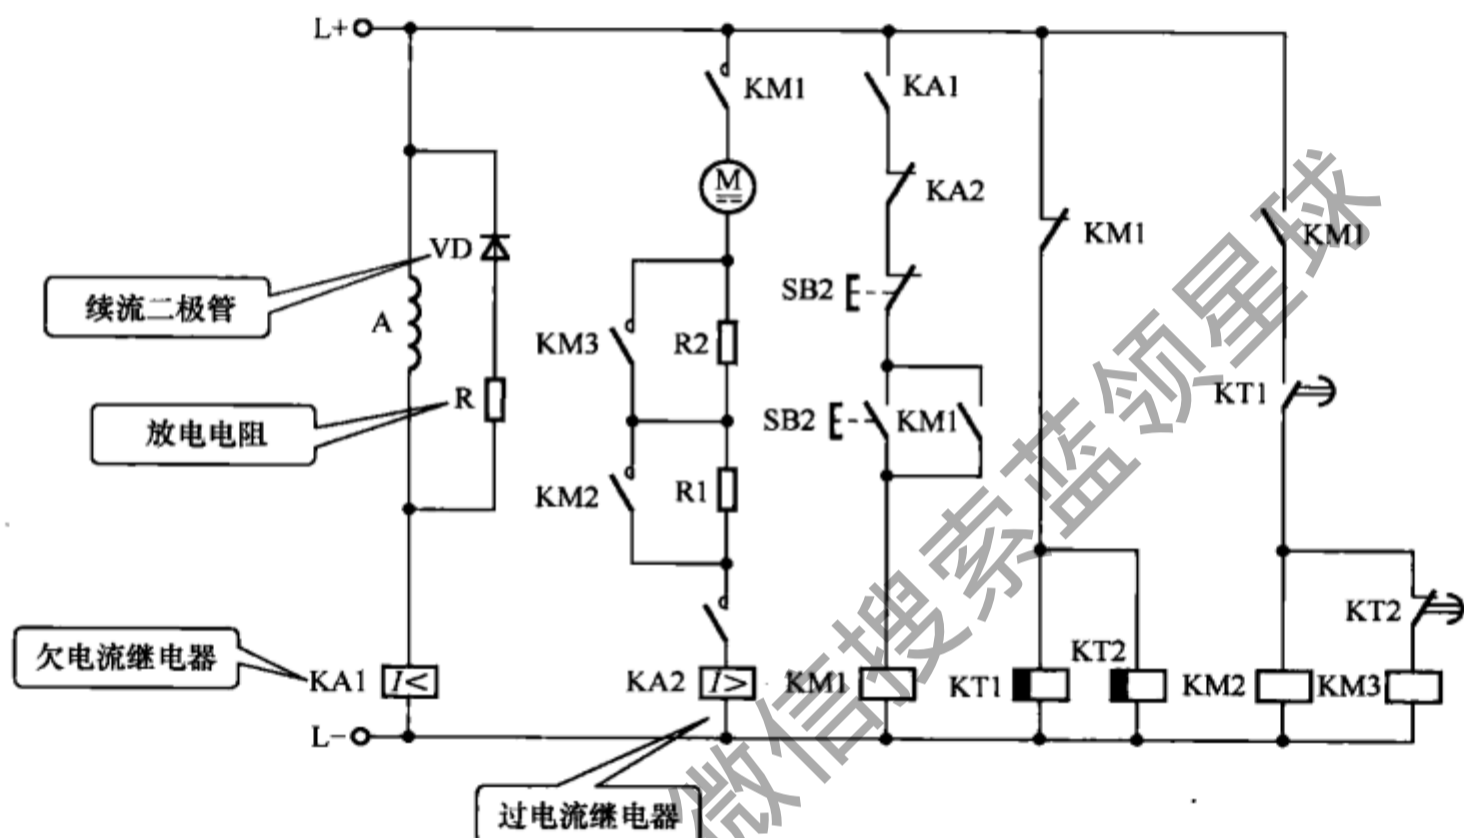 L+
KM1
KA1
M
KA2
VD
KM1
KM1
续流二极管
SB2
A
KM3
R2
KT1
R
SB2
KM1
放电电阻
KM2
R1
KT2
欠电流继电器
KA1
I<
KA2
I>
KM1
KT1
KT2
KM2
KM3
L−
过电流继电器
微信搜索蓝领星球